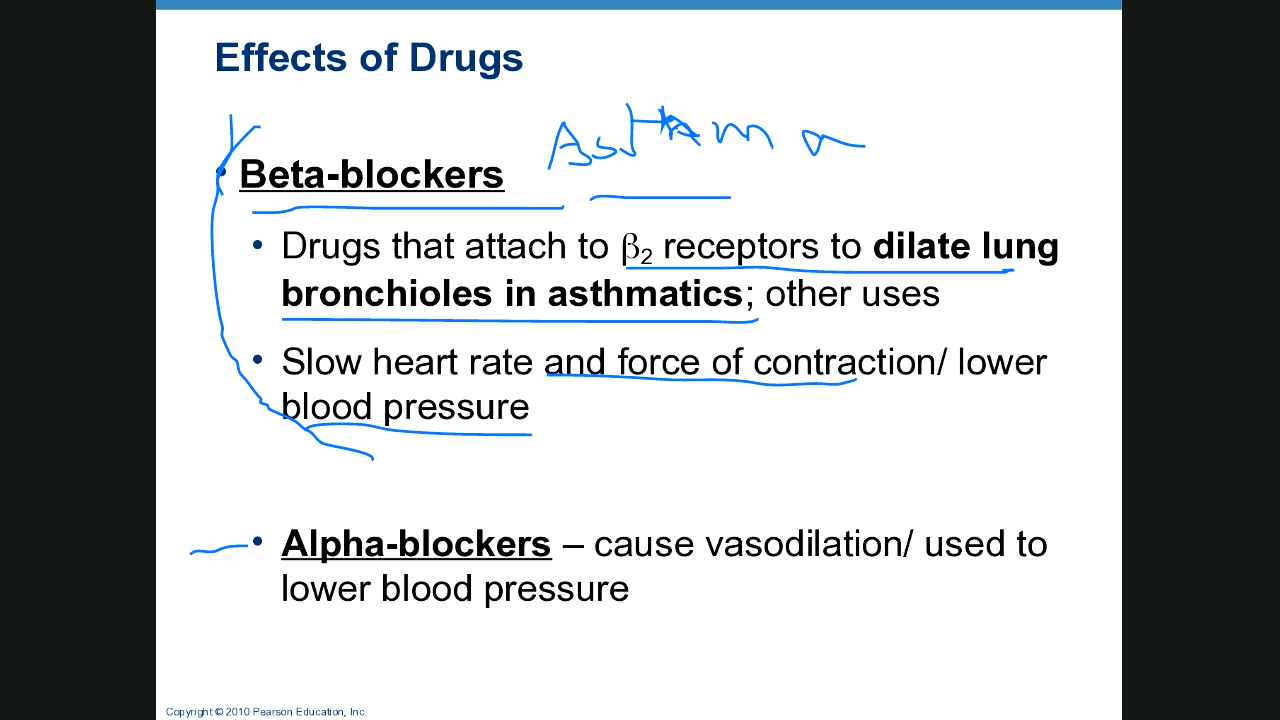 Effects of Drugs
Asthma
• Beta-blockers
• Drugs that attach to β₂ receptors to dilate lung
bronchioles in asthmatics; other uses
• Slow heart rate and force of contraction/ lower
blood pressure
• Alpha-blockers – cause vasodilation/ used to
lower blood pressure
Copyright © 2010 Pearson Education, Inc.